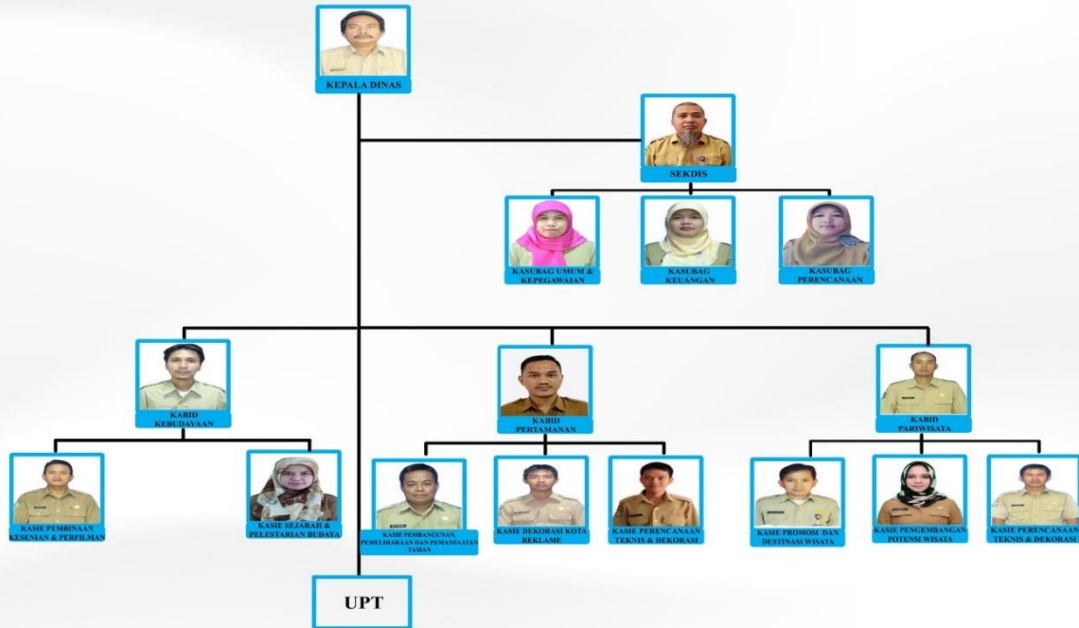 KEPALA DINAS
SEKDIS
KASUBAG UMUM &
KEPEGAWAIAN
KASUBAG
KEUANGAN
KASUBAG
PERENCANAAN
KABID
KEBUDAYAAN
KABID
PERTAMANAN
KABID
PARIWISATA
KASIE PEMBINAAN
KESENIAN & PERFILMAN
KASIE SEJARAH &
PELESTARIAN BUDAYA
KASIE PEMBANGUNAN,
PEMELIHARAAN DAN PEMANFAATAN
TAMAN
KASIE DEKORASI KOTA
REKLAME
KASIE PERENCANAAN
TEKNIS & DEKORASI
KASIE PROMOSI DAN
DESTINASI WISATA
KASIE PENGEMBANGAN
POTENSI WISATA
KASIE PERENCANAAN
TEKNIS & DEKORASI
UPT